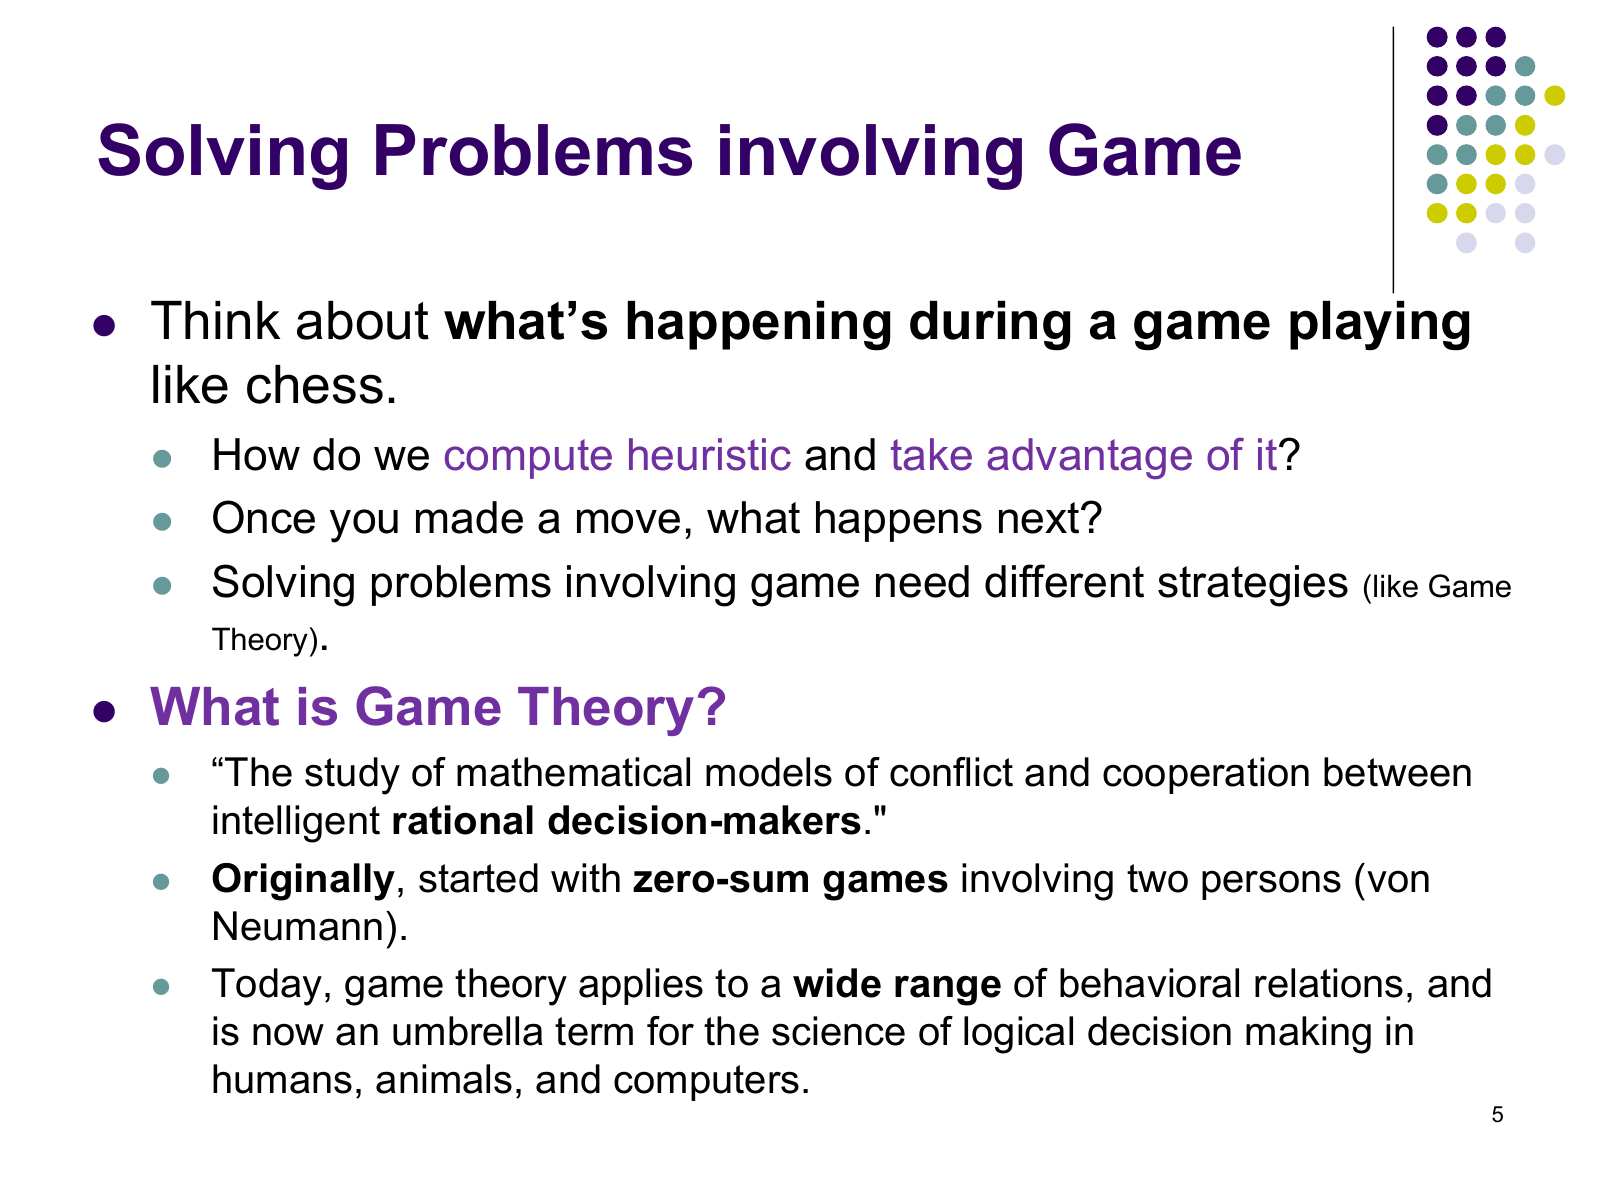 Solving Problems involving Game
Think about what’s happening during a game playing
like chess.
How do we compute heuristic and take advantage of it?
Once you made a move, what happens next?
Solving problems involving game need different strategies (like Game
Theory).
What is Game Theory?
“The study of mathematical models of conflict and cooperation between
intelligent rational decision-makers."
Originally, started with zero-sum games involving two persons (von
Neumann).
Today, game theory applies to a wide range of behavioral relations, and
is now an umbrella term for the science of logical decision making in
humans, animals, and computers.
5